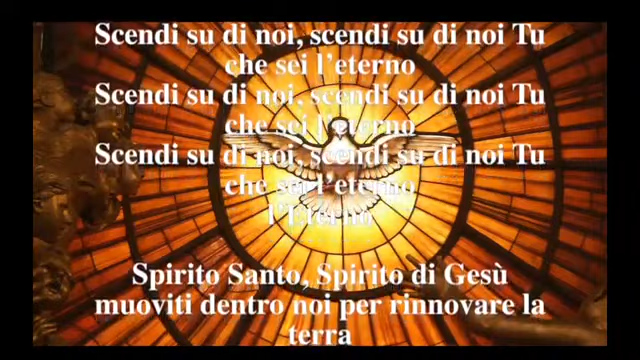 Scendi su di noi, scendi su di noi Tu
che sei l'eterno
Scendi su di noi, scendi su di noi Tu
che sei l'eterno
Scendi su di noi, scendi su di noi Tu
che sei l'eterno
l'Eterno
Spirito Santo, Spirito di Gesù
muoviti dentro noi per rinnovare la
terra